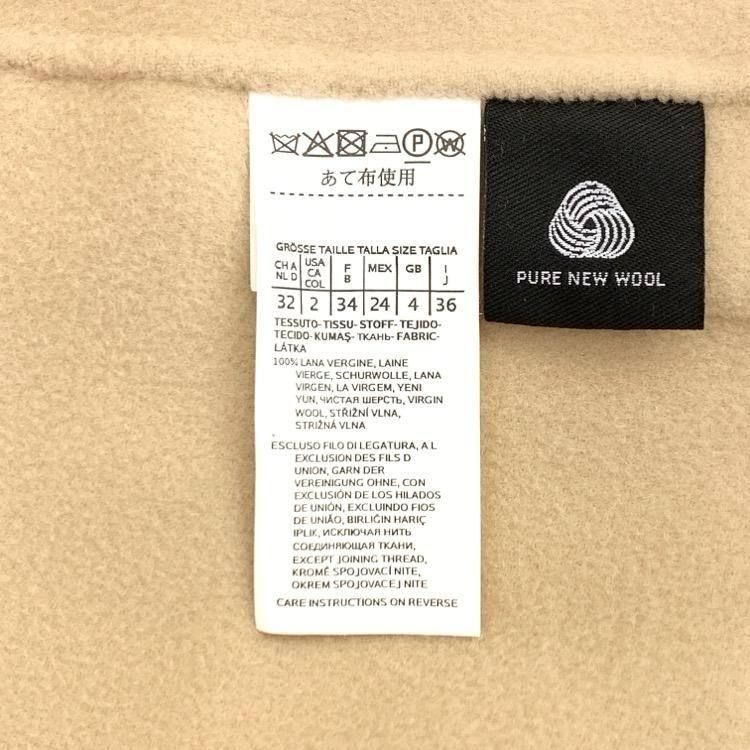 あて布使用
GRÖSSE TAILLE TALLA SIZE TAGLIA
CH A NL D USA CA COL F B MEX GB I J
32 2 34 24 4 36
TESSUTO-TISSU-STOFF-TEJIDO-
TECIDO-KUMAŞ-ТКАНЬ-FABRIC-
LÁTKA
100% LANA VERGINE, LAINE
VIERGE, SCHURWOLLE, LANA
VIRGEN, LA VIRGEM, YENI
YUN, ЧИСТАЯ ШЕРСТЬ, VIRGIN
WOOL, STŘIŽNÍ VLNA,
STRIŽNÁ VLNA
ESCLUSO FILO DI LEGATURA, A L
EXCLUSION DES FILS D
UNION, GARN DER
VEREINIGUNG OHNE, CON
EXCLUSIÓN DE LOS HILADOS
DE UNIÓN, EXCLUINDO FIOS
DE UNIÃO, BIRLIĞIN HARIÇ
IPLIK, ИСКЛЮЧАЯ НИТЬ
СОЕДИНЯЮЩАЯ ТКАНИ,
EXCEPT JOINING THREAD,
KROMĚ SPOJOVACÍ NITE,
OKREM SPOJOVACEJ NITE
CARE INSTRUCTIONS ON REVERSE
PURE NEW WOOL